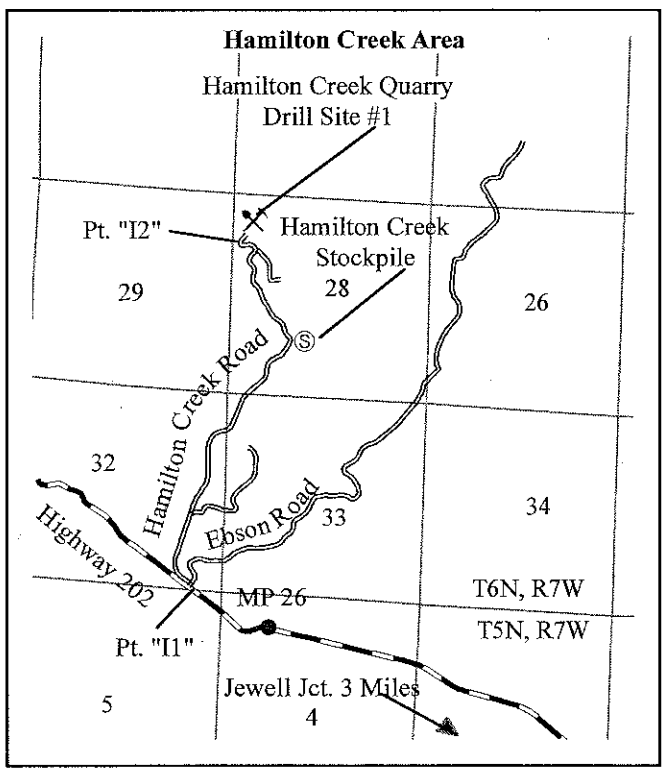 Hamilton Creek Area
Hamilton Creek Quarry
Drill Site #1
Pt. "I2"
Hamilton Creek
Stockpile
29
28
26
S
Hamilton Creek Road
32
Ebson Road
33
34
Highway 202
MP 26
T6N, R7W
T5N, R7W
Pt. "I1"
Jewell Jct. 3 Miles
5
4